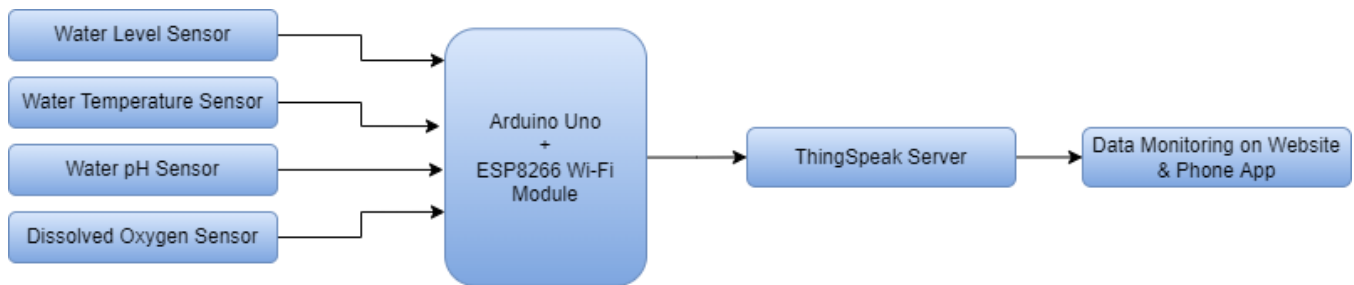 Water Level Sensor
Water Temperature Sensor
Water pH Sensor
Dissolved Oxygen Sensor
Arduino Uno
+
ESP8266 Wi-Fi
Module
ThingSpeak Server
Data Monitoring on Website
& Phone App